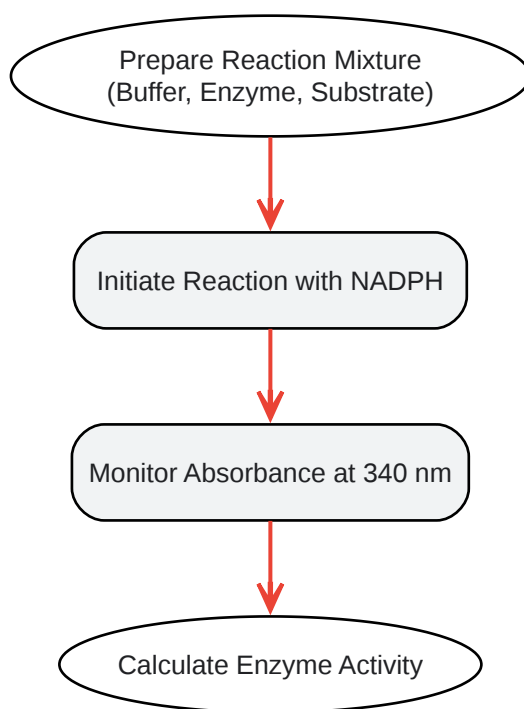 Prepare Reaction Mixture
(Buffer, Enzyme, Substrate)
Initiate Reaction with NADPH
Monitor Absorbance at 340 nm
Calculate Enzyme Activity